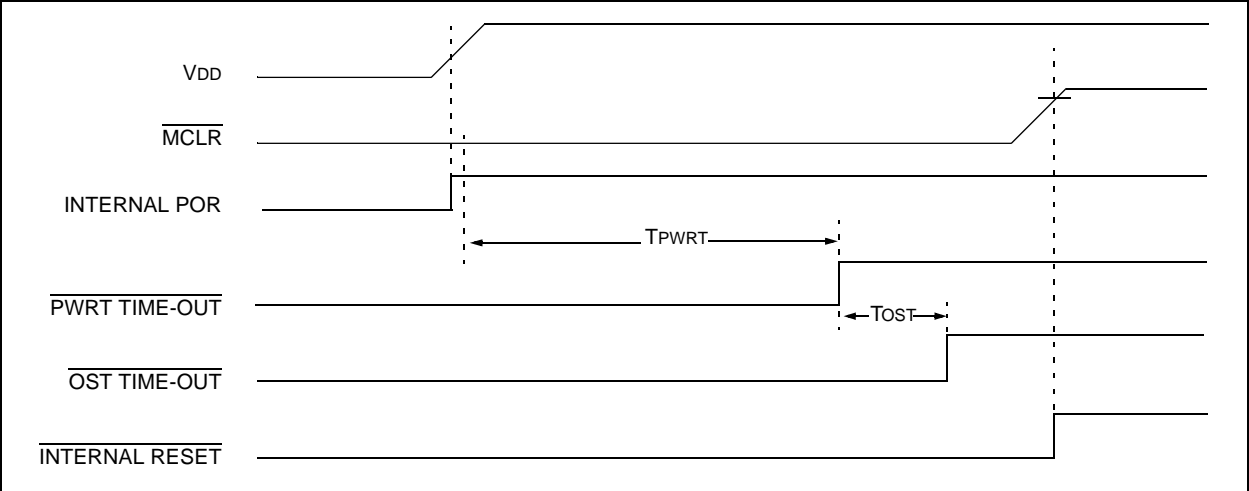 VDD
MCLR
INTERNAL POR
TPWRT
PWRT TIME-OUT
TOST
OST TIME-OUT
INTERNAL RESET